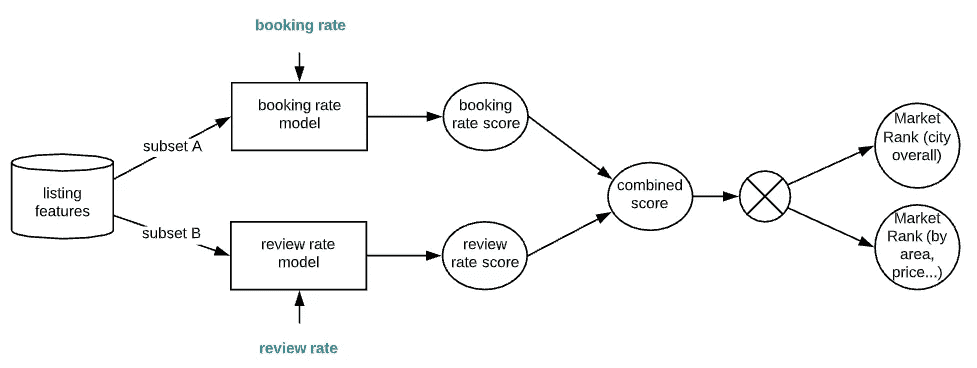 booking rate
booking rate
model
booking
rate score
subset A
listing
features
subset B
review rate
model
review
rate score
review rate
combined
score
Market
Rank (city
overall)
Market
Rank (by
area,
price...)